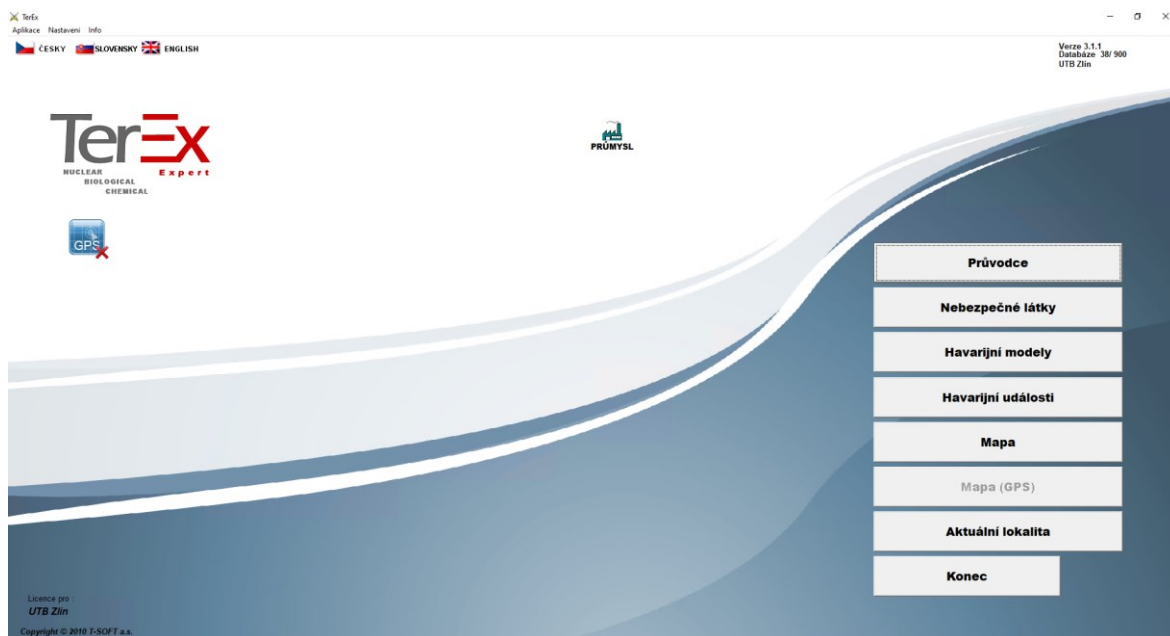 TerEx
Aplikace Nastavení Info
ČESKY SLOVENSKY ENGLISH
Verze 3.1.1
Databáze 38/ 900
UTB Zlín
TerEx
NUCLEAR Expert
BIOLOGICAL
CHEMICAL
PRŮMYSL
GPS
Průvodce
Nebezpečné látky
Havarijní modely
Havarijní události
Mapa
Mapa (GPS)
Aktuální lokalita
Konec
Licence pro :
UTB Zlín
Copyright © 2010 T-SOFT a.s.